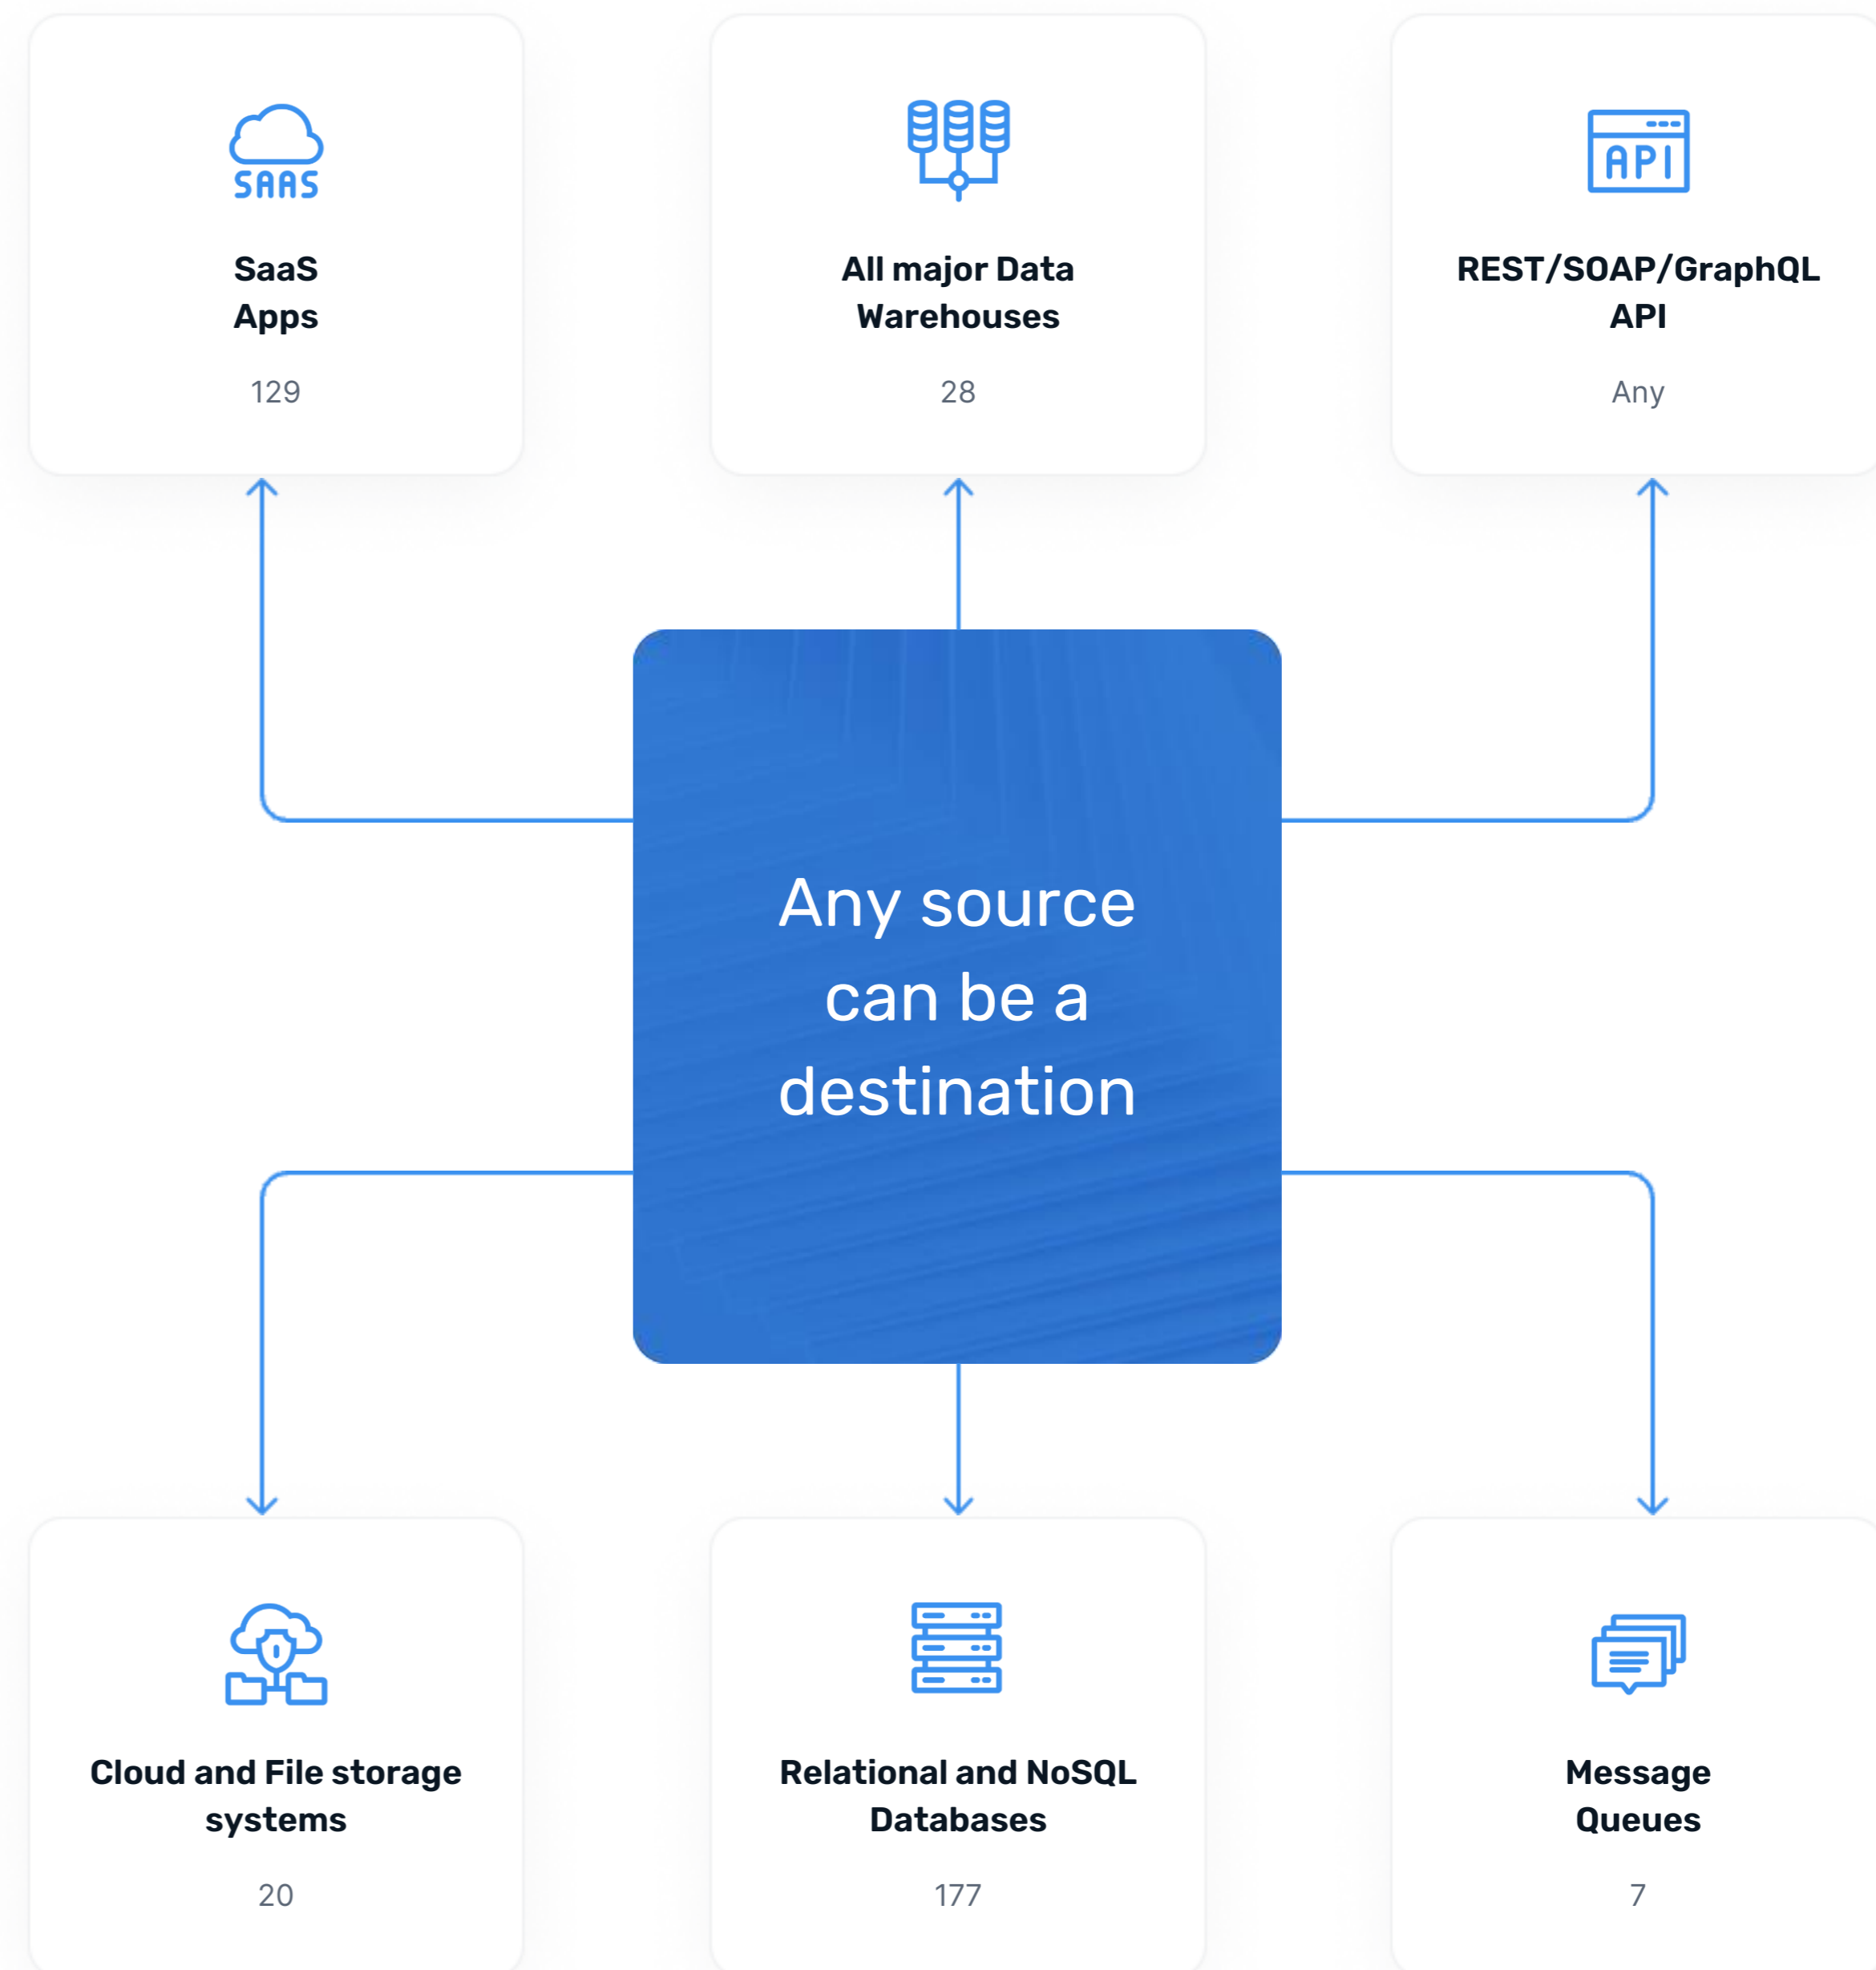 SAAS
SaaS
Apps
129
All major Data
Warehouses
28
API
REST/SOAP/GraphQL
API
Any
Any source
can be a
destination
Cloud and File storage
systems
20
Relational and NoSQL
Databases
177
Message
Queues
7